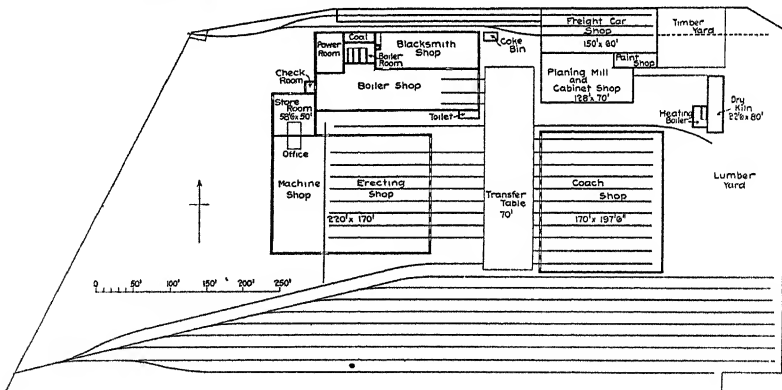 Freight Car
Shop
150' x 80'
Timber
Yard
Power
Room
Coal
Boiler
Room
Blacksmith
Shop
Coke
Bin
Paint
Shop
Planing Mill
and
Cabinet Shop
128' x 70'
Check
Room
Boiler Shop
Store
Room
58'6 x 50'
Toilet
Heating
Boiler
Dry
Kiln
22'6 x 80'
Office
Lumber
Yard
Machine
Shop
Erecting
Shop
220' x 170'
Transfer
Table
70'
Coach
Shop
170' x 197'6"
0 50' 100' 150' 200' 250'